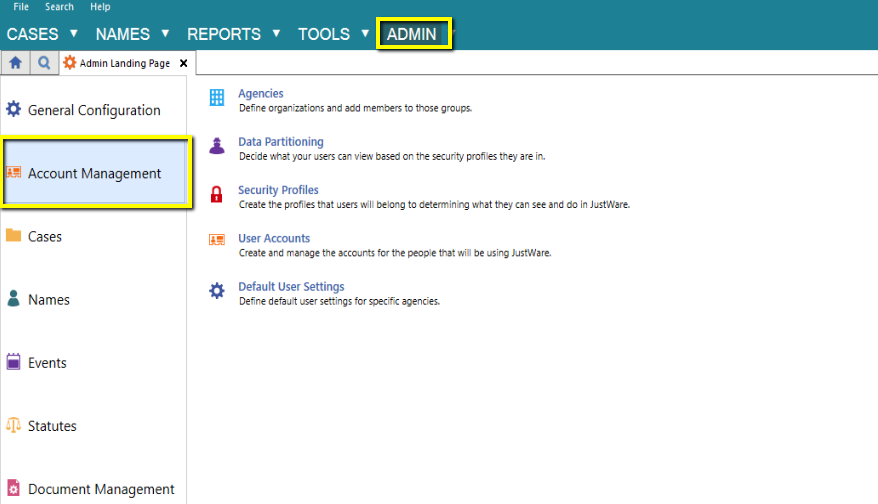 File Search Help
CASES NAMES REPORTS TOOLS ADMIN
Admin Landing Page
General Configuration
Account Management
Cases
Names
Events
Statutes
Document Management
Agencies
Define organizations and add members to those groups.
Data Partitioning
Decide what your users can view based on the security profiles they are in.
Security Profiles
Create the profiles that users will belong to determining what they can see and do in JustWare.
User Accounts
Create and manage the accounts for the people that will be using JustWare.
Default User Settings
Define default user settings for specific agencies.